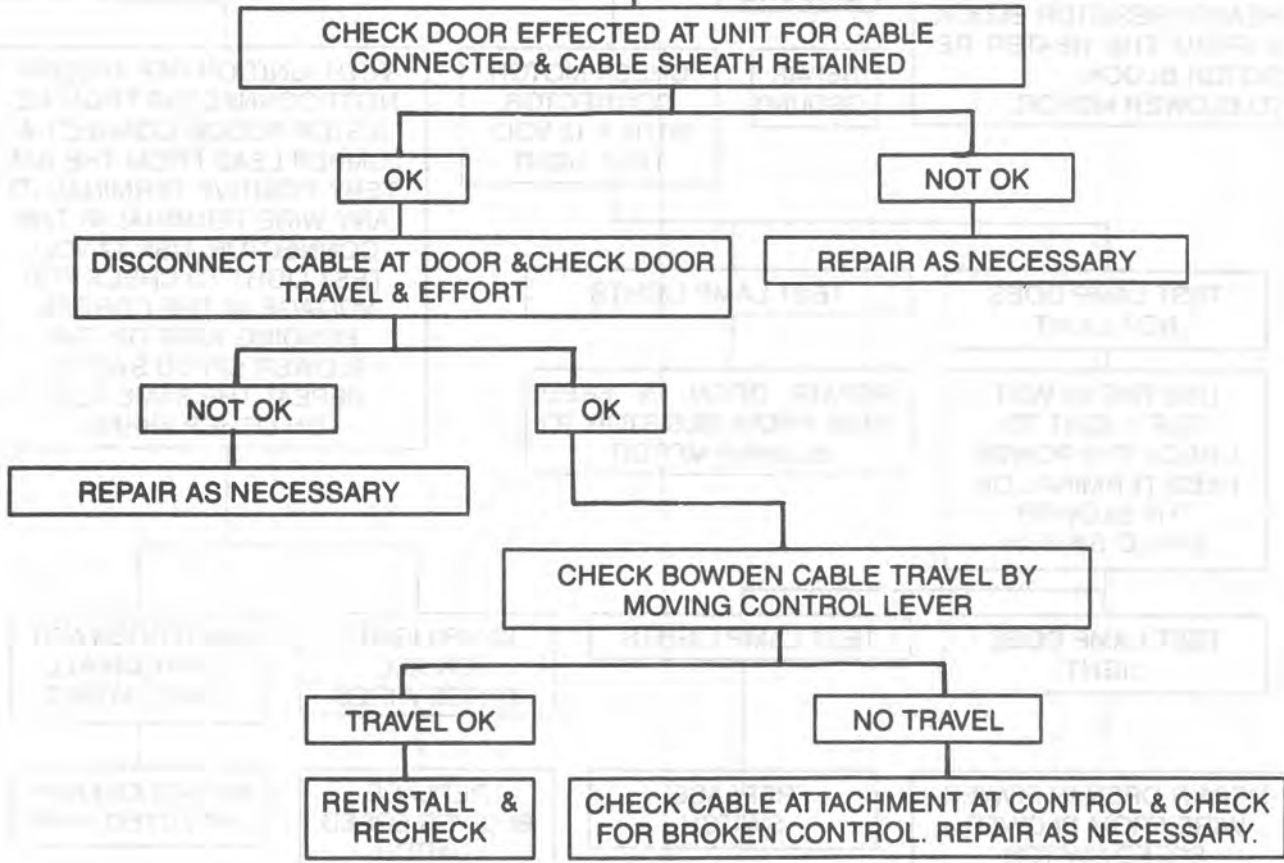 CHECK DOOR EFFECTED AT UNIT FOR CABLE
CONNECTED & CABLE SHEATH RETAINED
OK
NOT OK
DISCONNECT CABLE AT DOOR &CHECK DOOR
TRAVEL & EFFORT
REPAIR AS NECESSARY
NOT OK
OK
REPAIR AS NECESSARY
CHECK BOWDEN CABLE TRAVEL BY
MOVING CONTROL LEVER
TRAVEL OK
NO TRAVEL
REINSTALL &
RECHECK
CHECK CABLE ATTACHMENT AT CONTROL & CHECK
FOR BROKEN CONTROL. REPAIR AS NECESSARY.